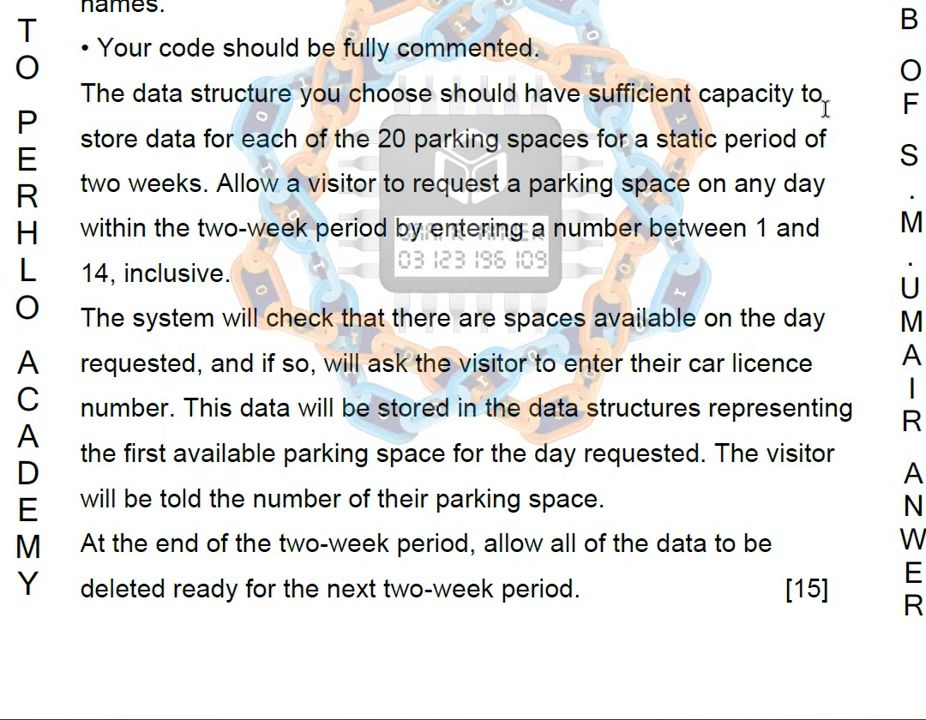 names.
• Your code should be fully commented.
The data structure you choose should have sufficient capacity to
store data for each of the 20 parking spaces for a static period of
two weeks. Allow a visitor to request a parking space on any day
within the two-week period by entering a number between 1 and
14, inclusive.
The system will check that there are spaces available on the day
requested, and if so, will ask the visitor to enter their car licence
number. This data will be stored in the data structures representing
the first available parking space for the day requested. The visitor
will be told the number of their parking space.
At the end of the two-week period, allow all of the data to be
deleted ready for the next two-week period. [15]
TO PERHLO ACADEMY
B OF S.M.UMAIR ANWER
03 123 196 109